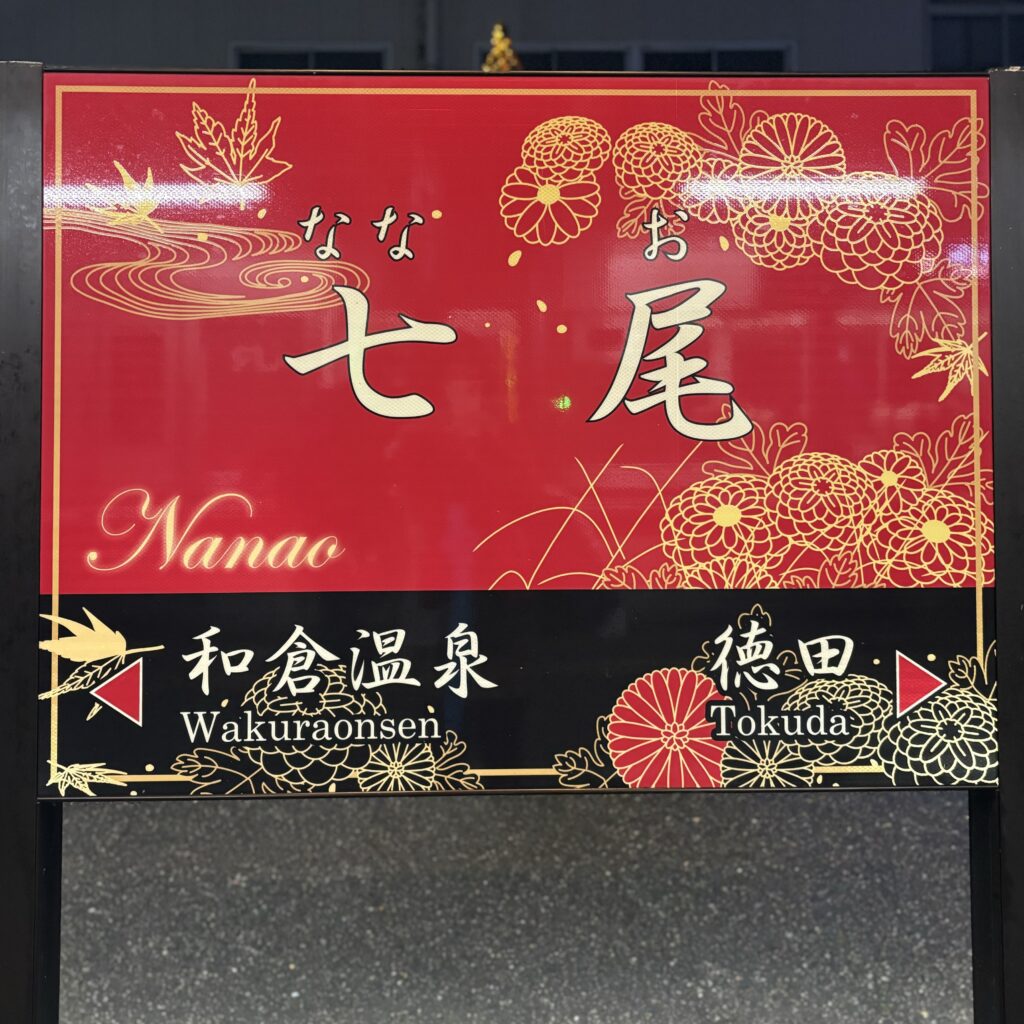 なな お
七 尾
Nanao
和倉温泉 徳田
Wakuraonsen Tokuda